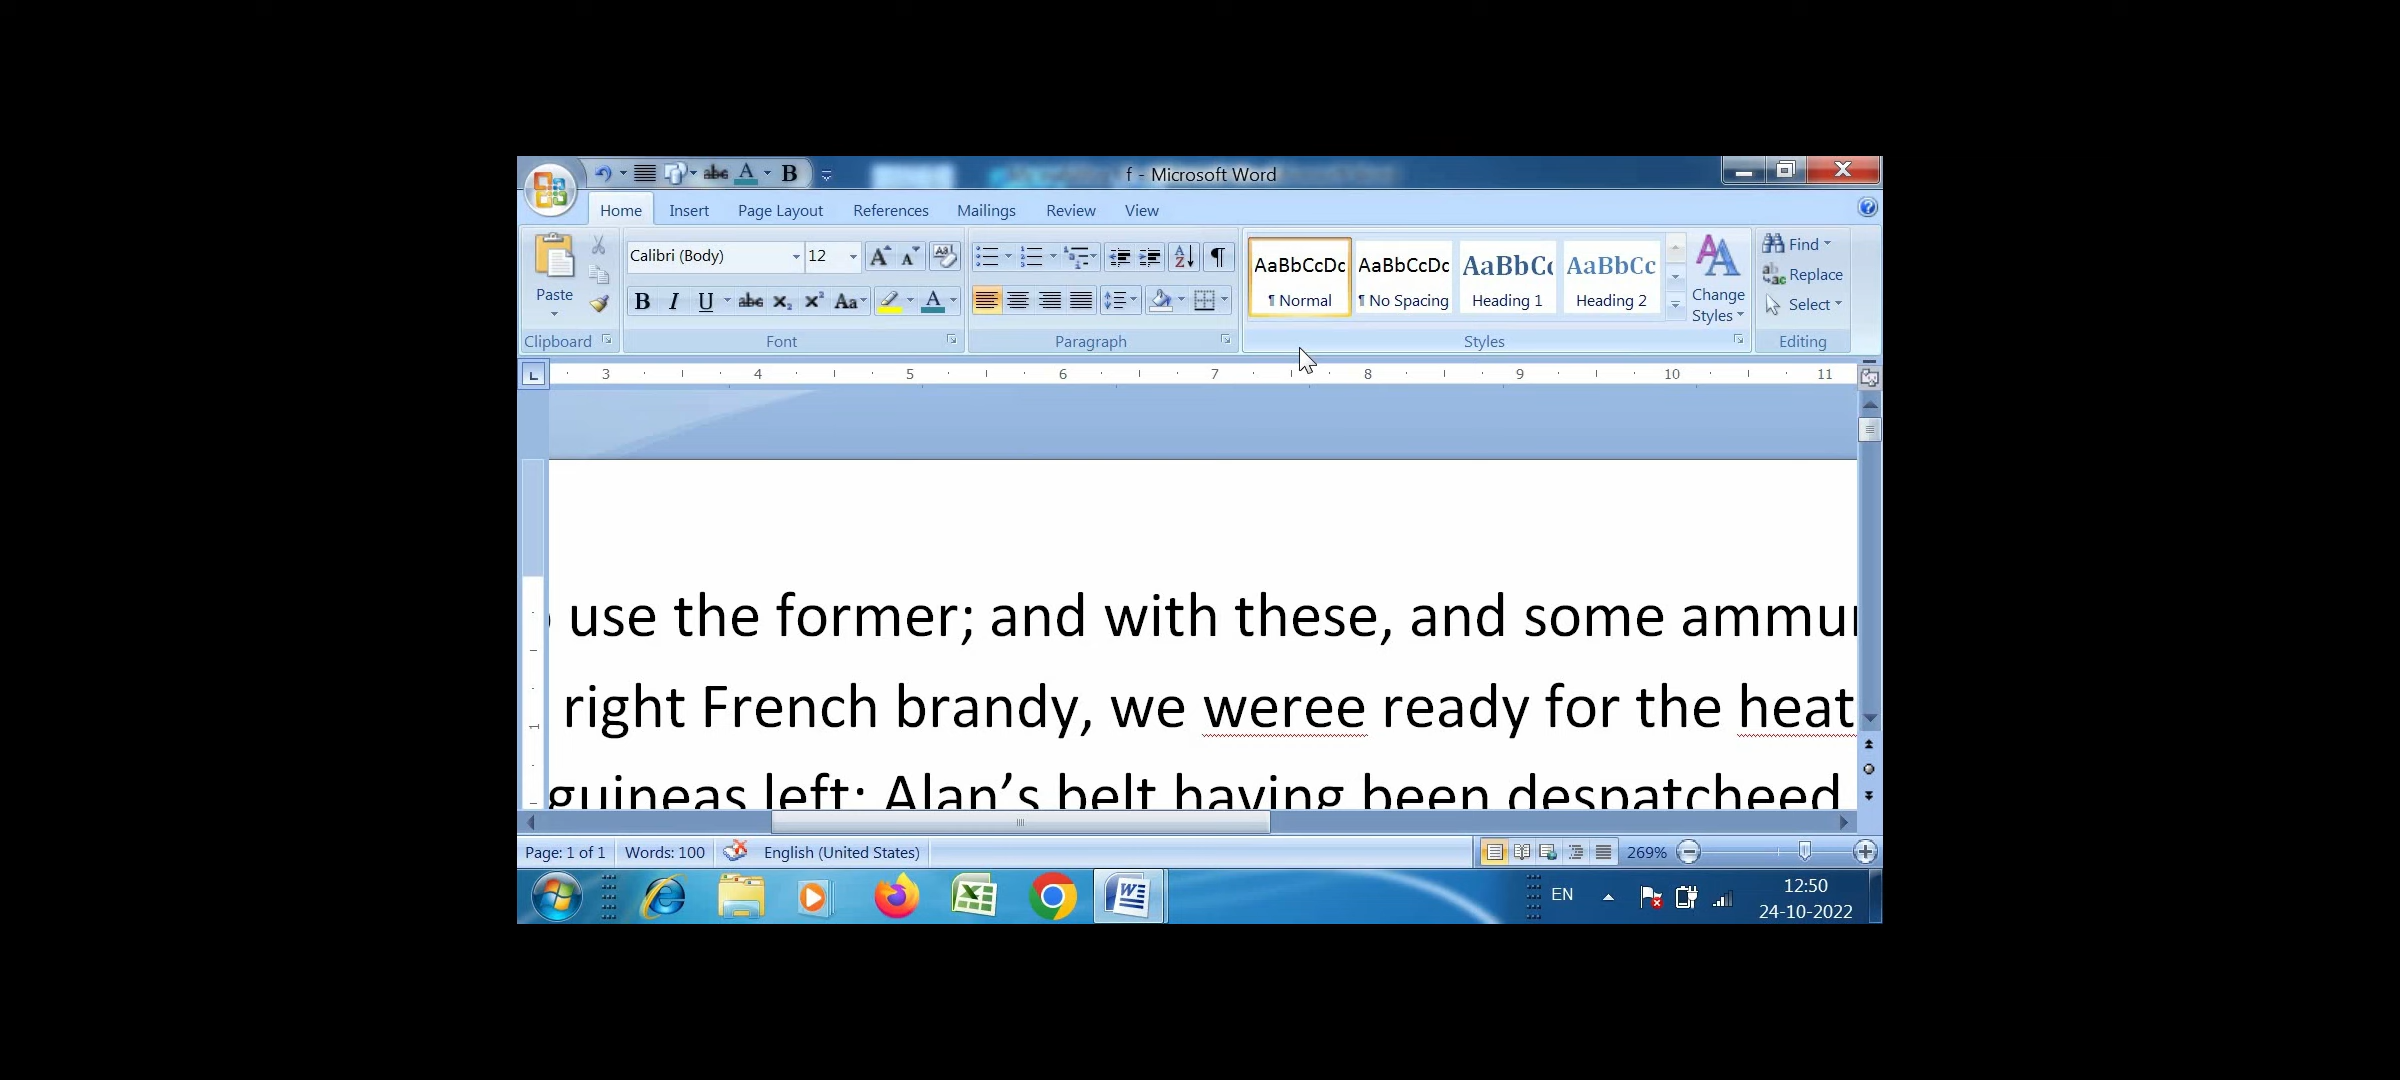 f - Microsoft Word
Home Insert Page Layout References Mailings Review View
Calibri (Body) 12
AaBbCcDc AaBbCcDc AaBbCc AaBbCc
Paste
¶ Normal ¶ No Spacing Heading 1 Heading 2
Change Styles
Find
Replace
Select
Clipboard Font Paragraph Styles Editing
3 4 5 6 7 8 9 10 11
use the former; and with these, and some
right French brandy, we weree ready for the heat
guineas left; Alan’s belt having been despatcheed
Page: 1 of 1 Words: 100 English (United States) 269%
EN 12:50
24-10-2022